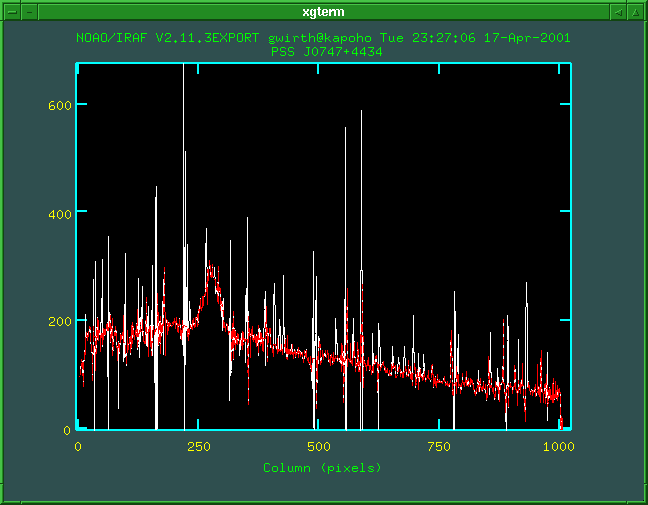 xgterm
NOAO/IRAF V2.11.3EXPORT gwirth@kapoho Tue 23:27:06 17-Apr-2001
PSS J0747+4434
600
400
200
0
0 250 500 750 1000
Column (pixels)